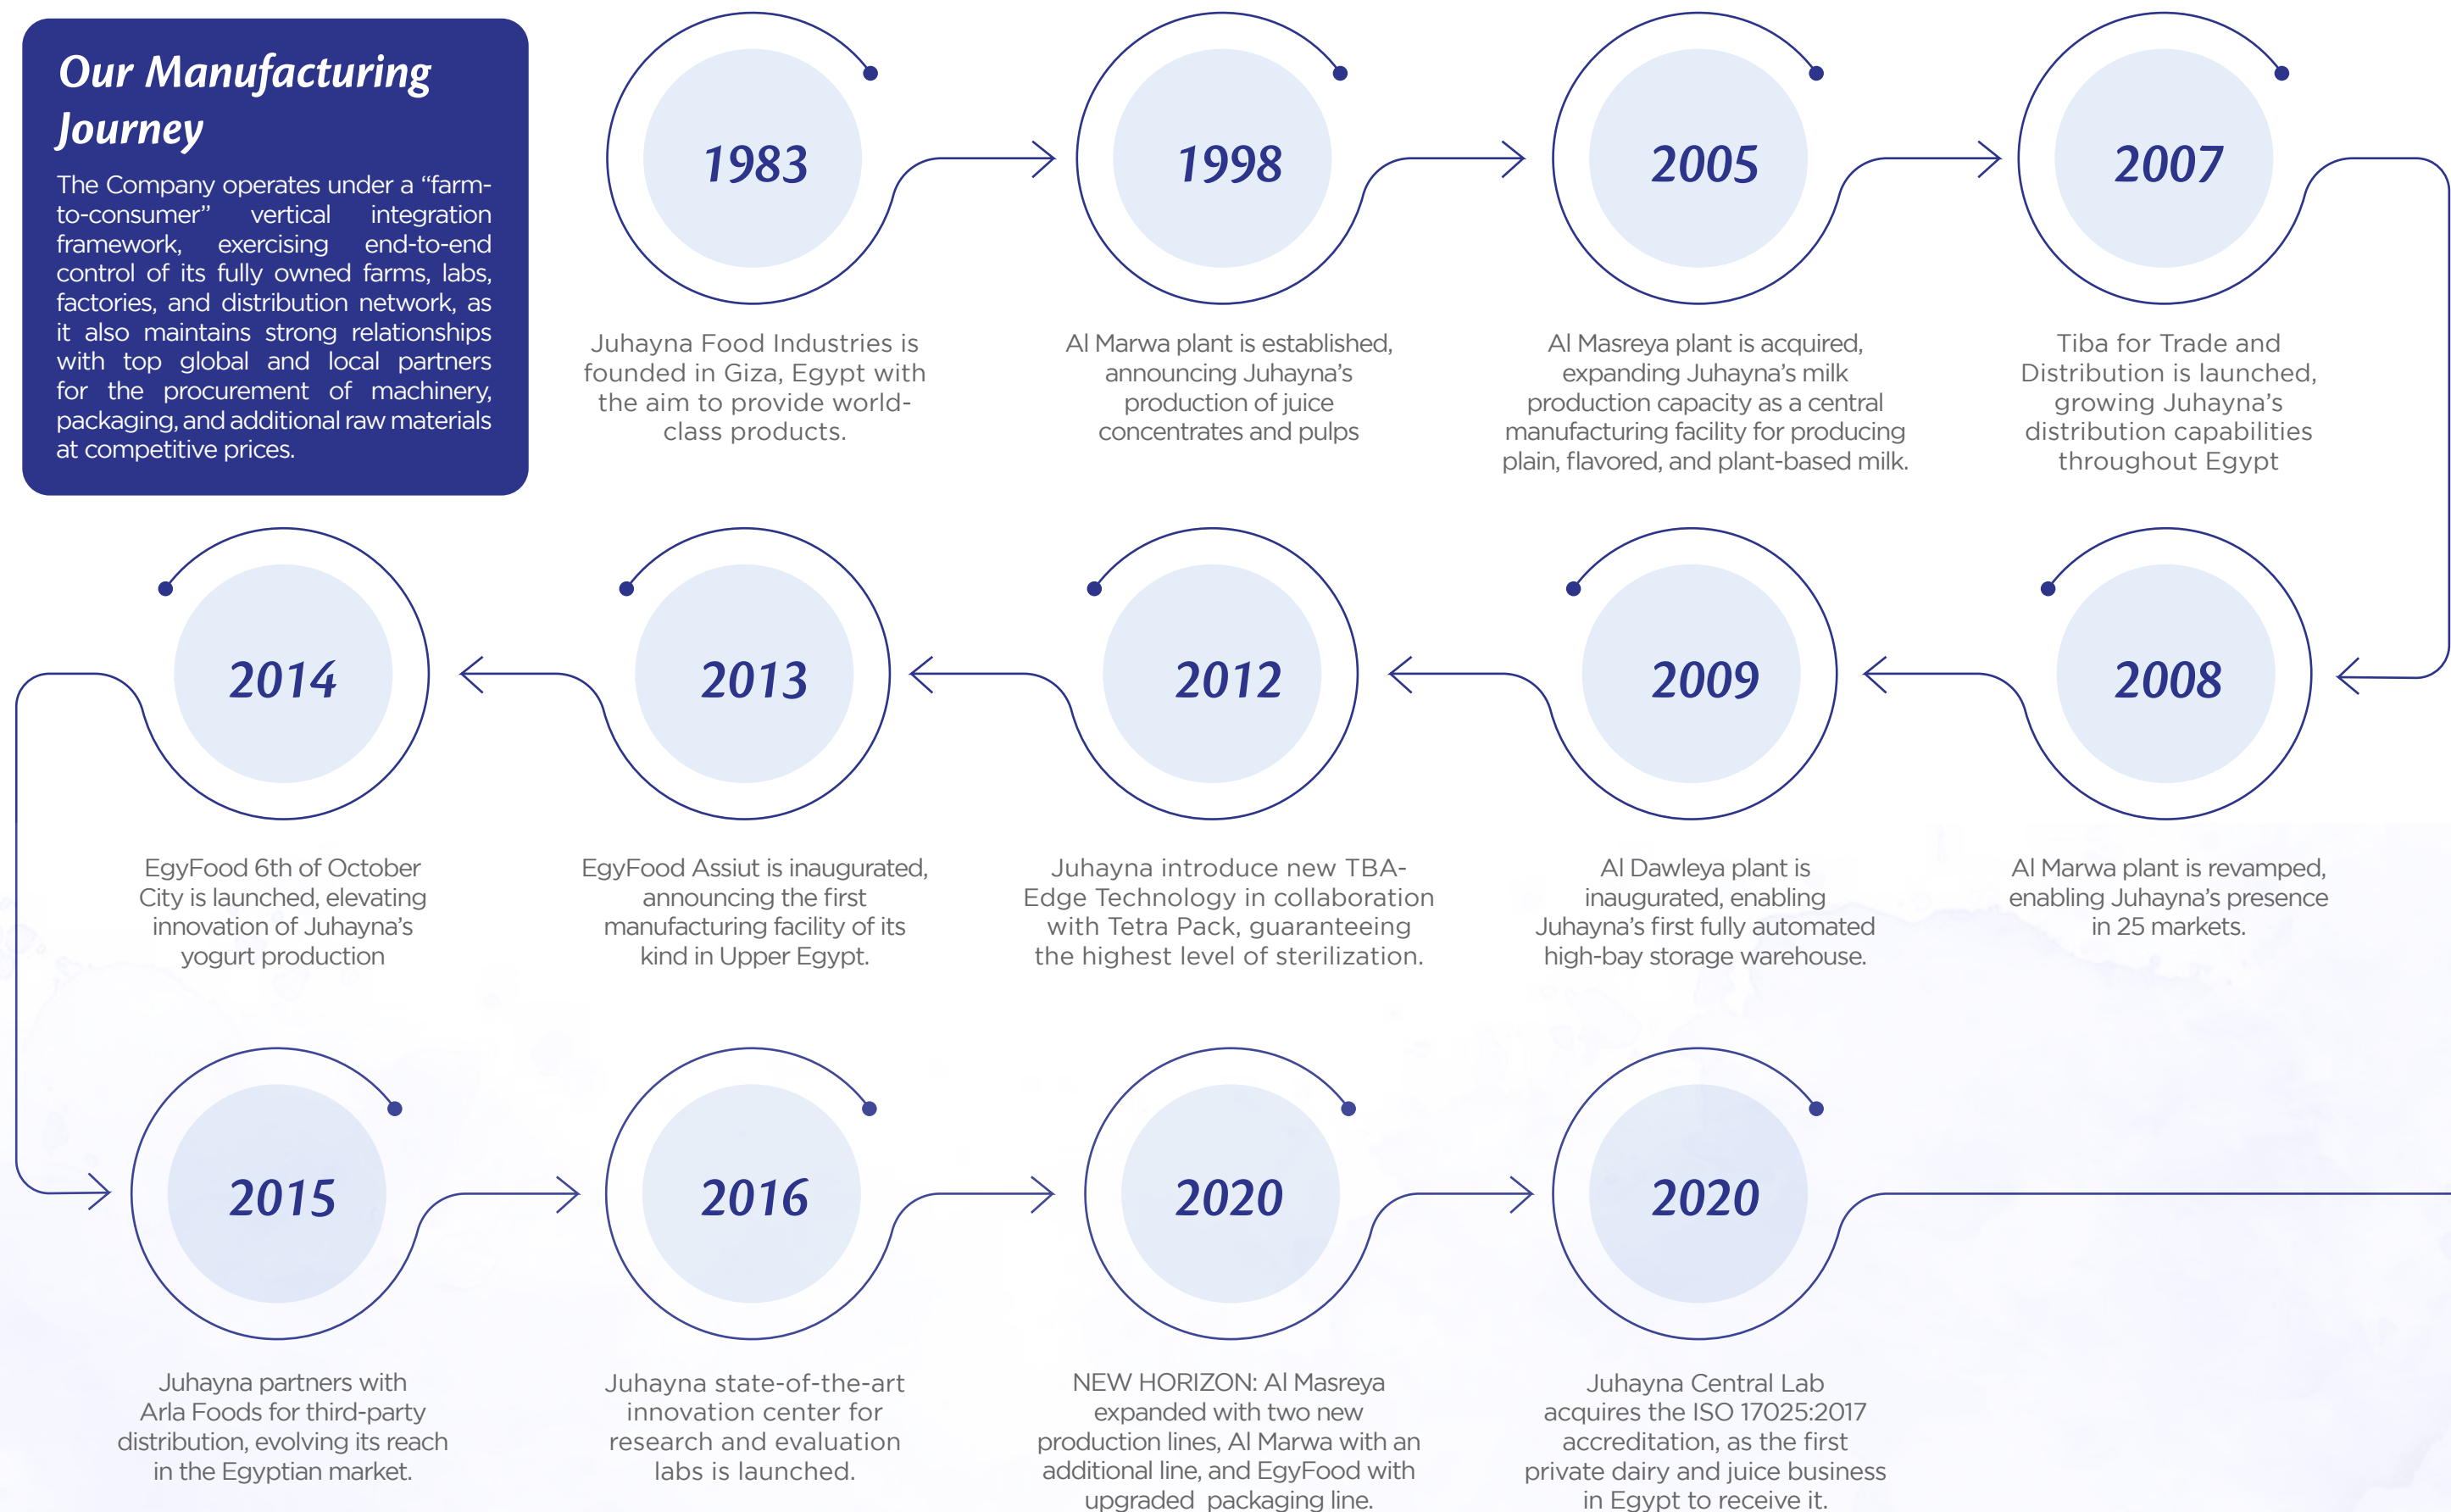 Our Manufacturing
Journey
The Company operates under a “farm-
to-consumer” vertical integration
framework, exercising end-to-end
control of its fully owned farms, labs,
factories, and distribution network, as
it also maintains strong relationships
with top global and local partners
for the procurement of machinery,
packaging, and additional raw materials
at competitive prices.
1983
Juhayna Food Industries is
founded in Giza, Egypt with
the aim to provide world-
class products.
1998
Al Marwa plant is established,
announcing Juhayna’s
production of juice
concentrates and pulps
2005
Al Masreya plant is acquired,
expanding Juhayna’s milk
production capacity as a central
manufacturing facility for producing
plain, flavored, and plant-based milk.
2007
Tiba for Trade and
Distribution is launched,
growing Juhayna’s
distribution capabilities
throughout Egypt
2008
Al Marwa plant is revamped,
enabling Juhayna’s presence
in 25 markets.
2009
Al Dawleya plant is
inaugurated, enabling
Juhayna’s first fully automated
high-bay storage warehouse.
2012
Juhayna introduce new TBA-
Edge Technology in collaboration
with Tetra Pack, guaranteeing
the highest level of sterilization.
2013
EgyFood Assiut is inaugurated,
announcing the first
manufacturing facility of its
kind in Upper Egypt.
2014
EgyFood 6th of October
City is launched, elevating
innovation of Juhayna’s
yogurt production
2015
Juhayna partners with
Arla Foods for third-party
distribution, evolving its reach
in the Egyptian market.
2016
Juhayna state-of-the-art
innovation center for
research and evaluation
labs is launched.
2020
NEW HORIZON: Al Masreya
expanded with two new
production lines, Al Marwa with an
additional line, and EgyFood with
upgraded packaging line.
2020
Juhayna Central Lab
acquires the ISO 17025:2017
accreditation, as the first
private dairy and juice business
in Egypt to receive it.